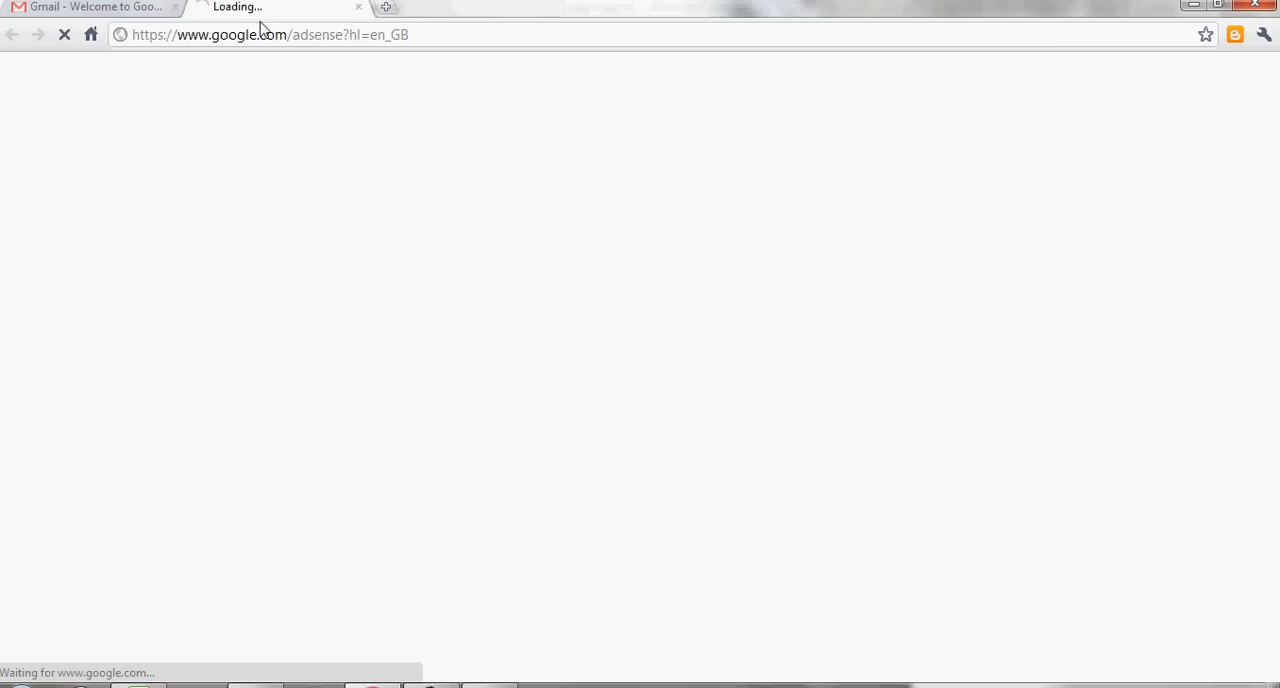 Gmail - Welcome to Goo...
Loading...
https://www.google.com/adsense?hl=en_GB
Waiting for www.google.com...